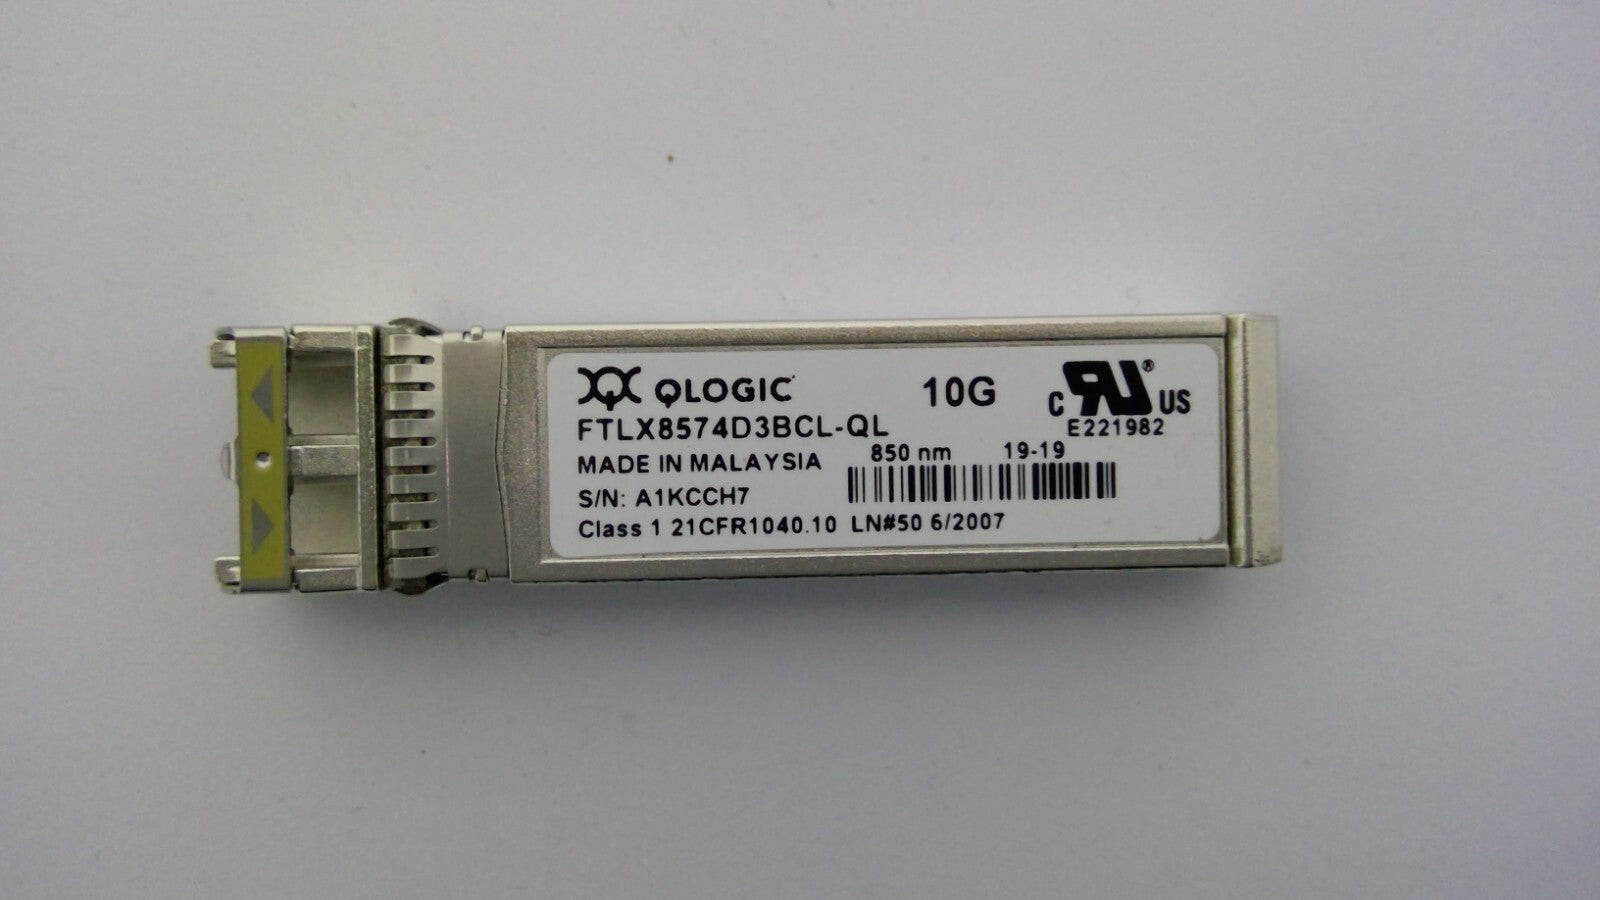 QLOGIC 10G
FTLX8574D3BCL-QL
C RU® US
E221982
MADE IN MALAYSIA 850 nm 19-19
S/N: A1KCCH7
Class 1 21CFR1040.10 LN#50 6/2007